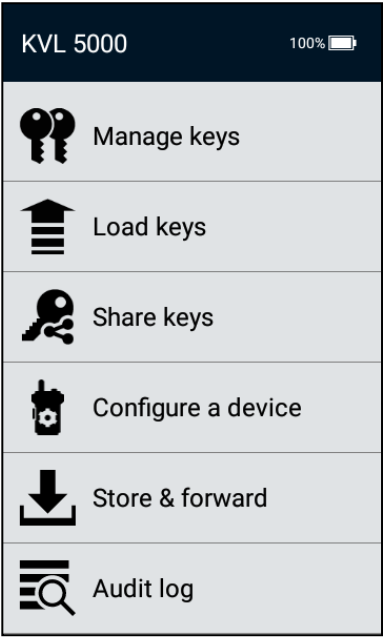 KVL 5000
100%
Manage keys
Load keys
Share keys
Configure a device
Store & forward
Audit log